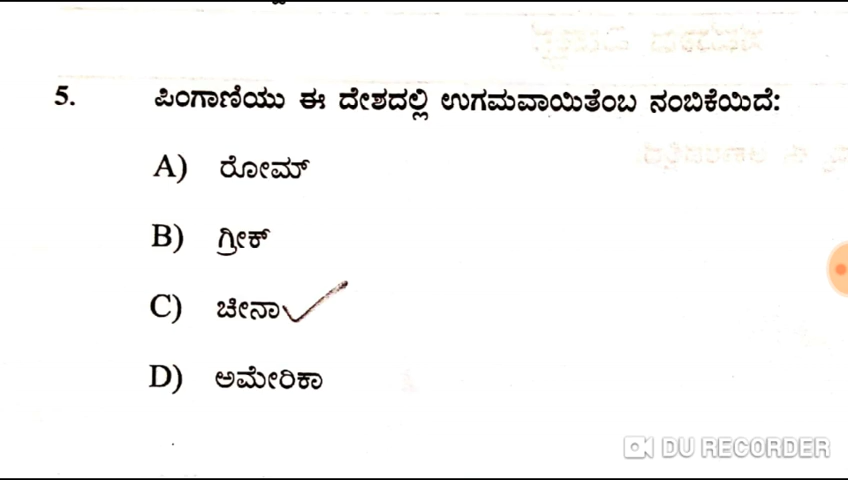 5. ಪಿಂಗಾಣಿಯು ಈ ದೇಶದಲ್ಲಿ ಉಗಮವಾಯಿತೆಂಬ ನಂಬಿಕೆಯಿದೆ:
A) ರೋಮ್
B) ಗ್ರೀಕ್
C) ಚೀನಾ
D) ಅಮೇರಿಕಾ
DU RECORDER